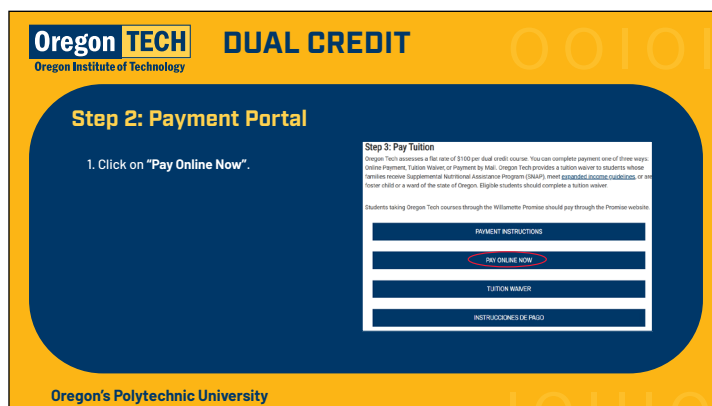 Oregon TECH
Oregon Institute of Technology
DUAL CREDIT
OOIOI
Step 2: Payment Portal
1. Click on "Pay Online Now".
Step 3: Pay Tuition
Oregon Tech assesses a flat rate of $100 per dual credit course. You can complete payment one of three ways:
Online Payment, Tuition Waiver, or Payment by Mail. Oregon Tech provides a tuition waiver to students whose
families receive Supplemental Nutritional Assistance Program (SNAP), meet expanded income guidelines, or are
foster child or a ward of the state of Oregon. Eligible students should complete a tuition waiver.
Students taking Oregon Tech courses through the Willamette Promise should pay through the Promise website.
PAYMENT INSTRUCTIONS
PAY ONLINE NOW
TUITION WAIVER
INSTRUCCIONES DE PAGO
Oregon's Polytechnic University